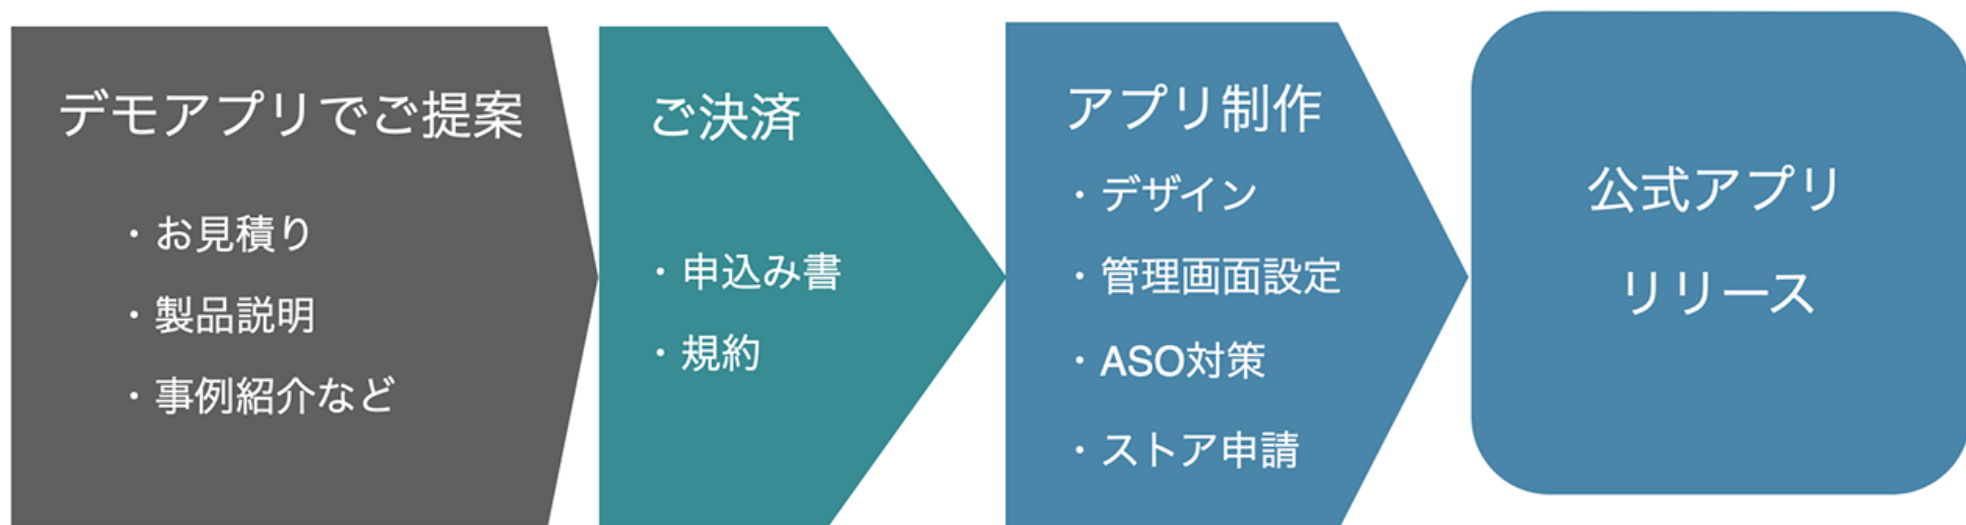 デモアプリでご提案
・お見積り
・製品説明
・事例紹介など
ご決済
・申込み書
・規約
アプリ制作
・デザイン
・管理画面設定
・ASO対策
・ストア申請
公式アプリ
リリース